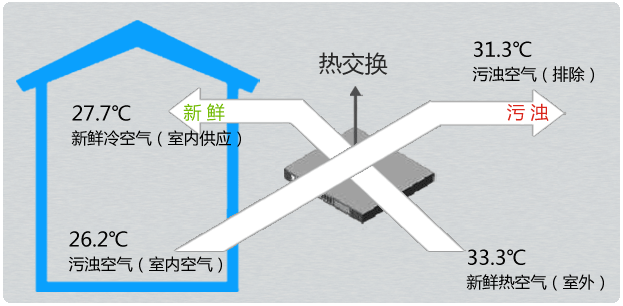 31.3℃
污浊空气（排除）
热交换
27.7℃
新鲜冷空气（室内供应）
新鲜
污浊
26.2℃
污浊空气（室内空气）
33.3℃
新鲜热空气（室外）